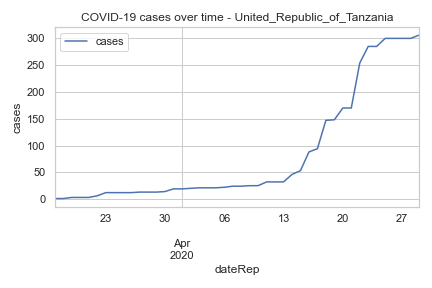 COVID-19 cases over time - United_Republic_of_Tanzania
cases
300
250
200
150
100
50
0
cases
23 30 06 13 20 27
Apr
2020
dateRep